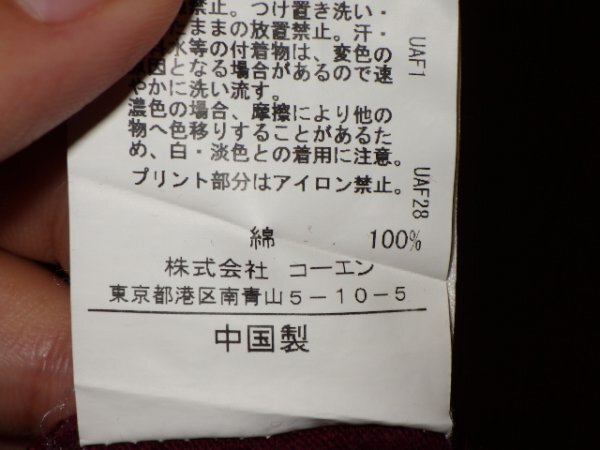 禁止。つけ置き洗い・
たままの放置禁止。汗・
水等の付着物は、変色の
因となる場合があるので速
やかに洗い流す。
濃色の場合、摩擦により他の
物へ色移りすることがあるた
め、白・淡色との着用に注意。
プリント部分はアイロン禁止。
UAF1
UAF28
綿 100%
株式会社 コーエン
東京都港区南青山5-10-5
中国製